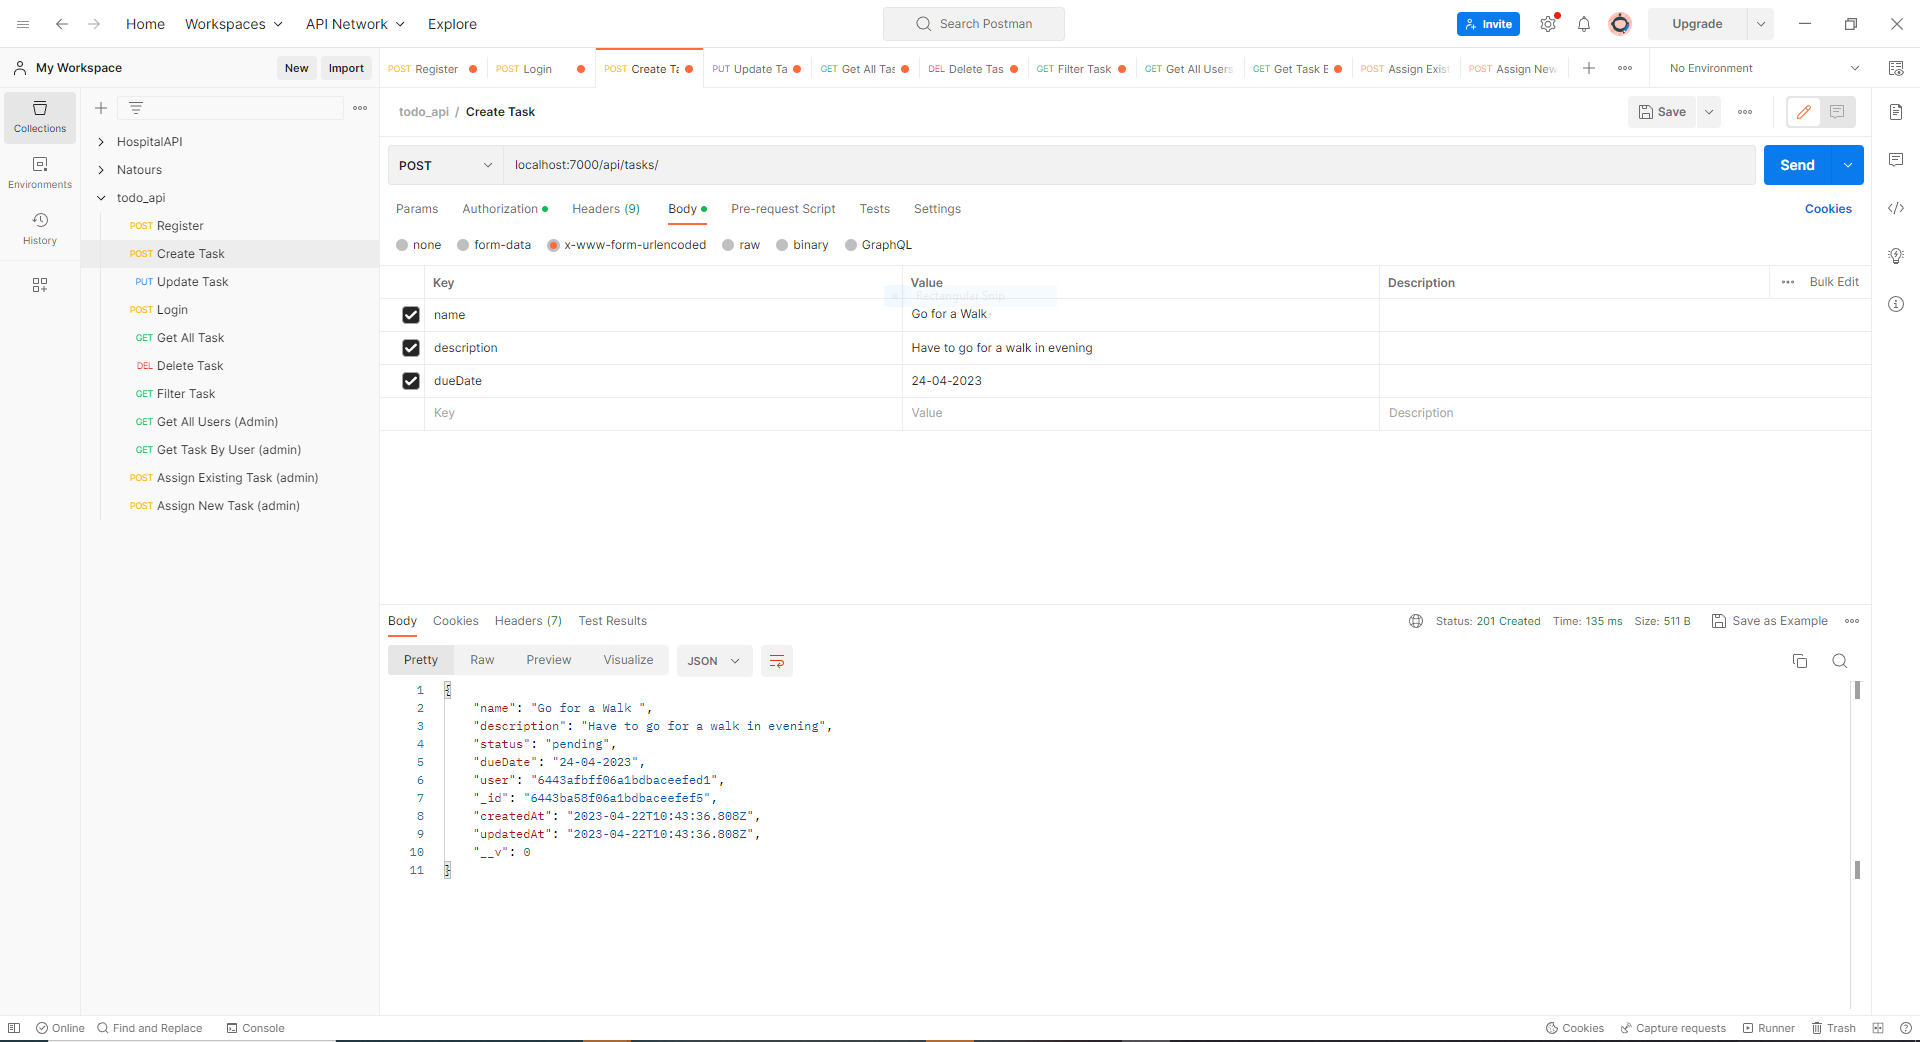 Home Workspaces API Network Explore Search Postman Invite Upgrade
My Workspace New Import POST Register POST Login POST Create Ta PUT Update Ta GET Get All Tas DEL Delete Tas GET Filter Task GET Get All Users GET Get Task B POST Assign Exis POST Assign New No Environment
Collections
Environments
History
HospitalAPI
Natours
todo_api
POST Register
POST Create Task
PUT Update Task
POST Login
GET Get All Task
DEL Delete Task
GET Filter Task
GET Get All Users (Admin)
GET Get Task By User (admin)
POST Assign Existing Task (admin)
POST Assign New Task (admin)
todo_api / Create Task Save
POST localhost:7000/api/tasks/ Send
Params Authorization Headers (9) Body Pre-request Script Tests Settings Cookies
none form-data x-www-form-urlencoded raw binary GraphQL
Key Value Description Bulk Edit
Rectangular Snip
name Go for a Walk
description Have to go for a walk in evening
dueDate 24-04-2023
Key Value Description
Body Cookies Headers (7) Test Results Status: 201 Created Time: 135 ms Size: 511 B Save as Example
Pretty Raw Preview Visualize JSON
1 {
2 "name": "Go for a Walk ",
3 "description": "Have to go for a walk in evening",
4 "status": "pending",
5 "dueDate": "24-04-2023",
6 "user": "6443afbff06a1bdbaceefed1",
7 "_id": "6443ba58f06a1bdbaceefef5",
8 "createdAt": "2023-04-22T10:43:36.808Z",
9 "updatedAt": "2023-04-22T10:43:36.808Z",
10 "__v": 0
11 }
Online Find and Replace Console Cookies Capture requests Runner Trash